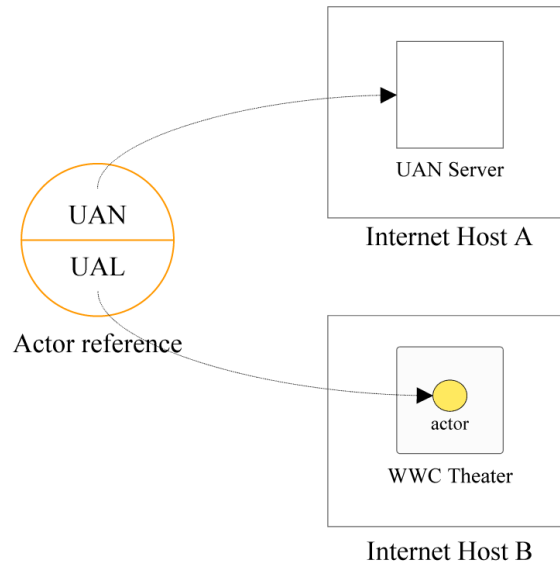 UAN
UAL
Actor reference
UAN Server
Internet Host A
actor
WWC Theater
Internet Host B